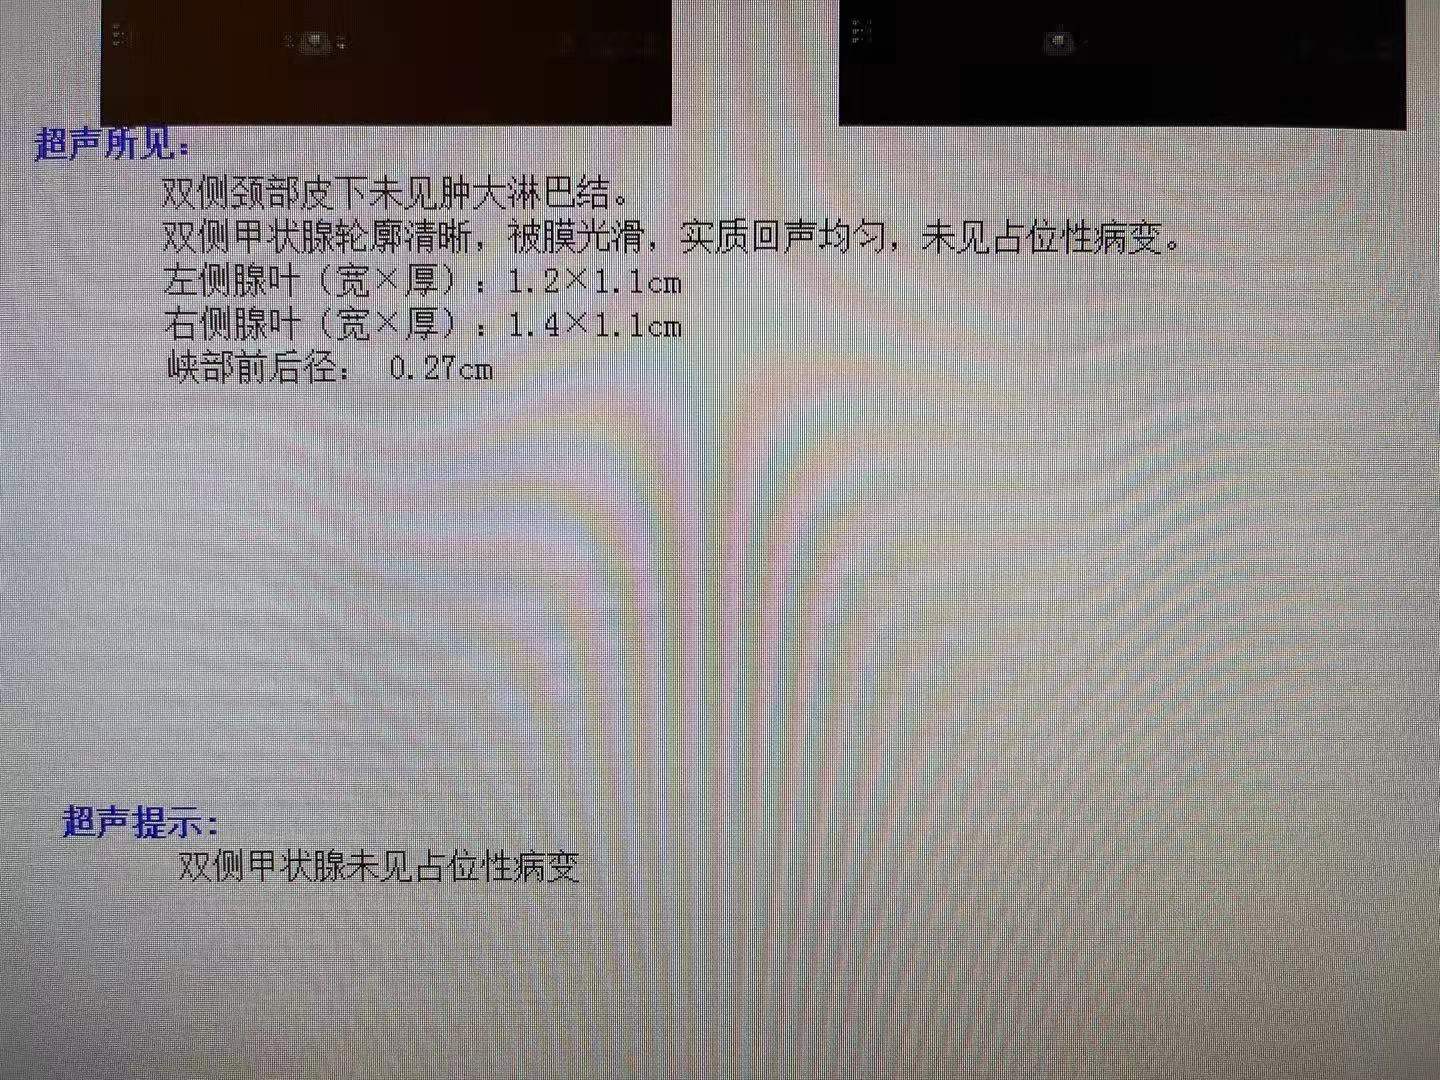 超声所见：
双侧颈部皮下未见肿大淋巴结。
双侧甲状腺轮廓清晰，被膜光滑，实质回声均匀，未见占位性病变。
左侧腺叶（宽×厚）：1.2×1.1cm
右侧腺叶（宽×厚）：1.4×1.1cm
峡部前后径： 0.27cm
超声提示：
双侧甲状腺未见占位性病变